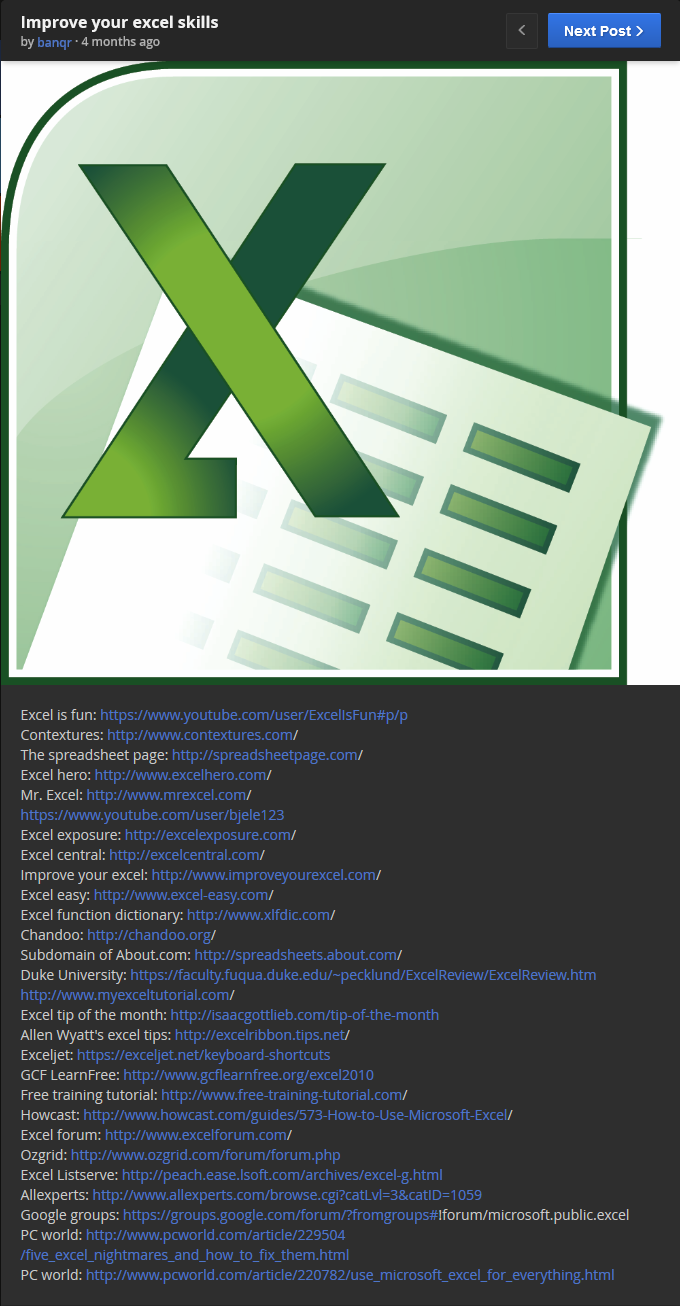 Improve your excel skills
by banqr · 4 months ago
Next Post
Excel is fun: https://www.youtube.com/user/ExcelIsFun#p/p
Contextures: http://www.contextures.com/
The spreadsheet page: http://spreadsheetpage.com/
Excel hero: http://www.excelhero.com/
Mr. Excel: http://www.mrexcel.com/
https://www.youtube.com/user/bjele123
Excel exposure: http://excelexposure.com/
Excel central: http://excelcentral.com/
Improve your excel: http://www.improveyourexcel.com/
Excel easy: http://www.excel-easy.com/
Excel function dictionary: http://www.xlfdic.com/
Chandoo: http://chandoo.org/
Subdomain of About.com: http://spreadsheets.about.com/
Duke University: https://faculty.fuqua.duke.edu/~pecklund/ExcelReview/ExcelReview.htm
http://www.myexceltutorial.com/
Excel tip of the month: http://isaacgottlieb.com/tip-of-the-month
Allen Wyatt's excel tips: http://excelribbon.tips.net/
Exceljet: https://exceljet.net/keyboard-shortcuts
GCF LearnFree: http://www.gcflearnfree.org/excel2010
Free training tutorial: http://www.free-training-tutorial.com/
Howcast: http://www.howcast.com/guides/573-How-to-Use-Microsoft-Excel/
Excel forum: http://www.excelforum.com/
Ozgrid: http://www.ozgrid.com/forum/forum.php
Excel Listserve: http://peach.ease.lsoft.com/archives/excel-g.html
Allexperts: http://www.allexperts.com/browse.cgi?catLvl=3&catID=1059
Google groups: https://groups.google.com/forum/?fromgroups#!forum/microsoft.public.excel
PC world: http://www.pcworld.com/article/229504
/five_excel_nightmares_and_how_to_fix_them.html
PC world: http://www.pcworld.com/article/220782/use_microsoft_excel_for_everything.html